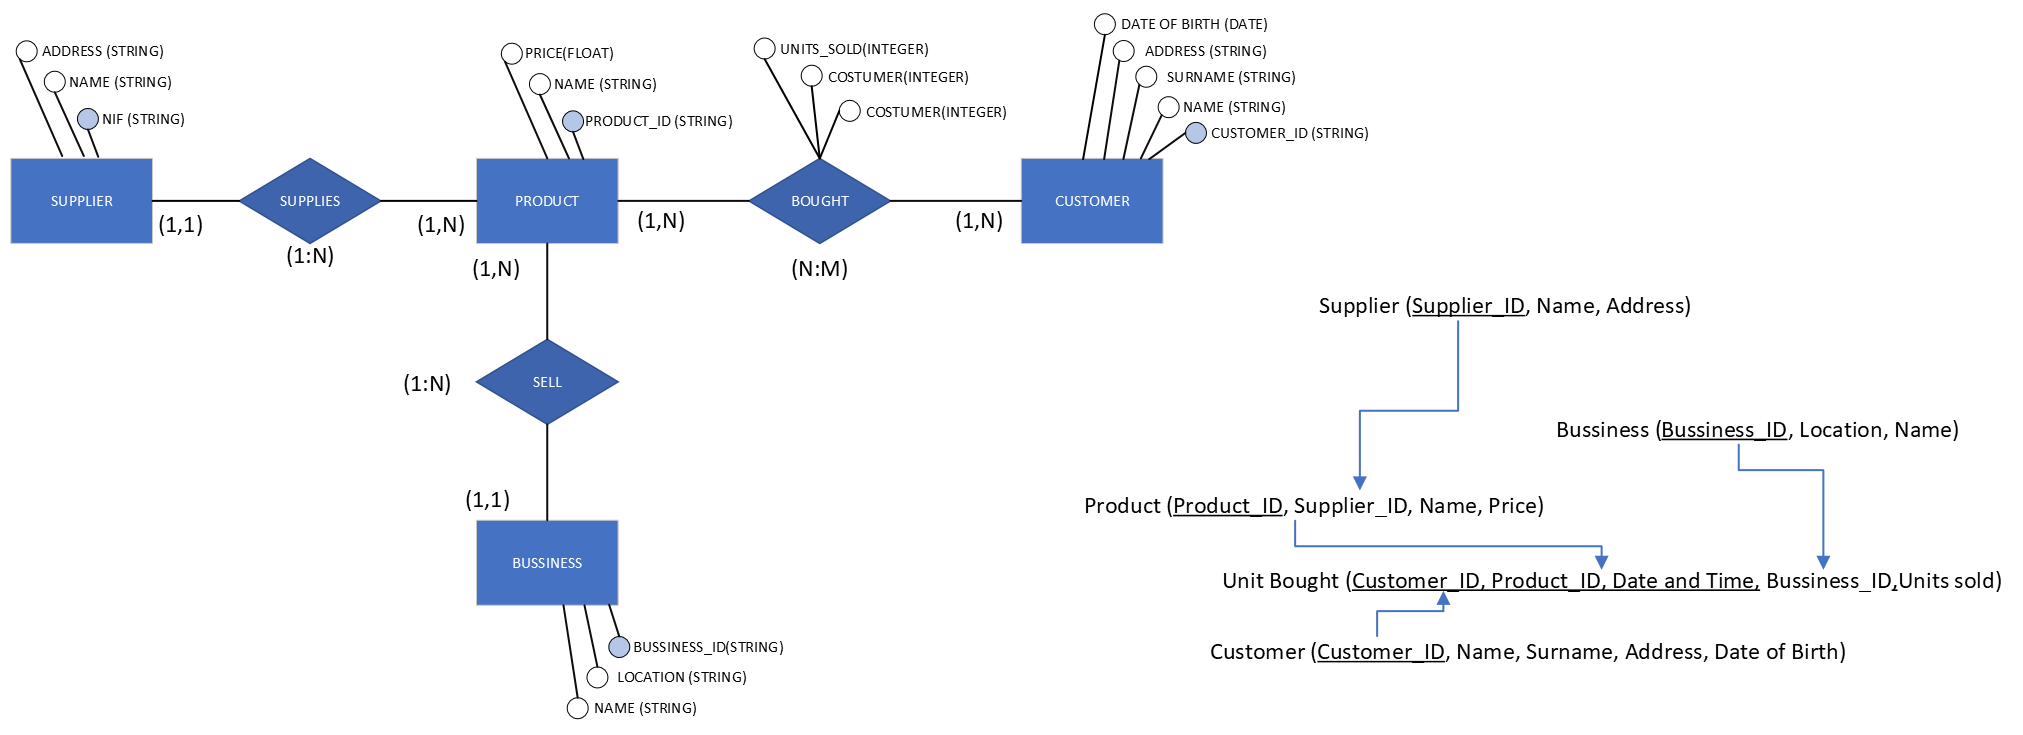 ADDRESS (STRING)
NAME (STRING)
NIF (STRING)
SUPPLIER
(1,1)
SUPPLIES
(1:N)
(1,N)
PRICE(FLOAT)
NAME (STRING)
PRODUCT_ID (STRING)
PRODUCT
(1,N)
(1,N)
UNITS_SOLD(INTEGER)
COSTUMER(INTEGER)
COSTUMER(INTEGER)
BOUGHT
(N:M)
(1,N)
DATE OF BIRTH (DATE)
ADDRESS (STRING)
SURNAME (STRING)
NAME (STRING)
CUSTOMER_ID (STRING)
CUSTOMER
SELL
(1:N)
(1,1)
BUSSINESS
BUSSINESS_ID(STRING)
LOCATION (STRING)
NAME (STRING)
Supplier (Supplier_ID, Name, Address)
Bussiness (Bussiness_ID, Location, Name)
Product (Product_ID, Supplier_ID, Name, Price)
Unit Bought (Customer_ID, Product_ID, Date and Time, Bussiness_ID,Units sold)
Customer (Customer_ID, Name, Surname, Address, Date of Birth)